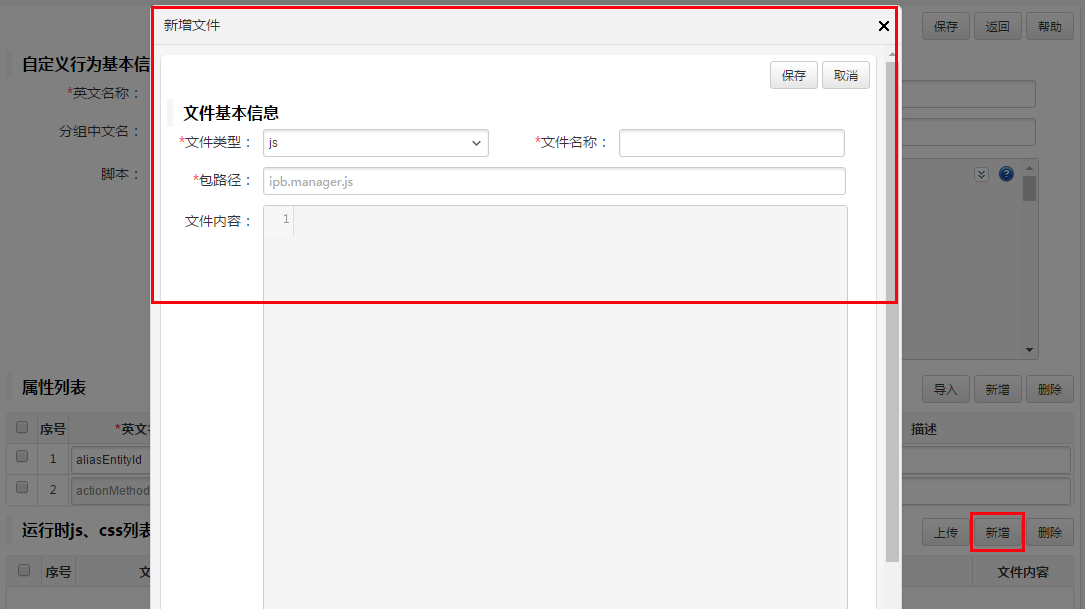 新增文件
保存 返回 帮助
自定义行为基本信
*英文名称：
分组中文名：
脚本：
保存 取消
文件基本信息
*文件类型： js *文件名称：
*包路径： ipb.manager.js
文件内容： 1
属性列表 导入 新增 删除
序号 *英文 描述
1 aliasEntityId
2 actionMethod
运行时js、css列表 上传 新增 删除
序号 文 文件内容